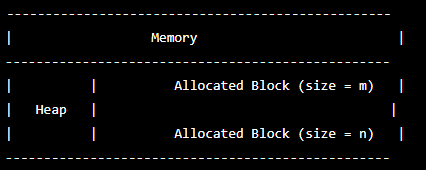 --------------------------------------------------
|                  Memory                          |
--------------------------------------------------
|          |          Allocated Block (size = m)   |
|   Heap   |                                      |
|          |          Allocated Block (size = n)   |
--------------------------------------------------